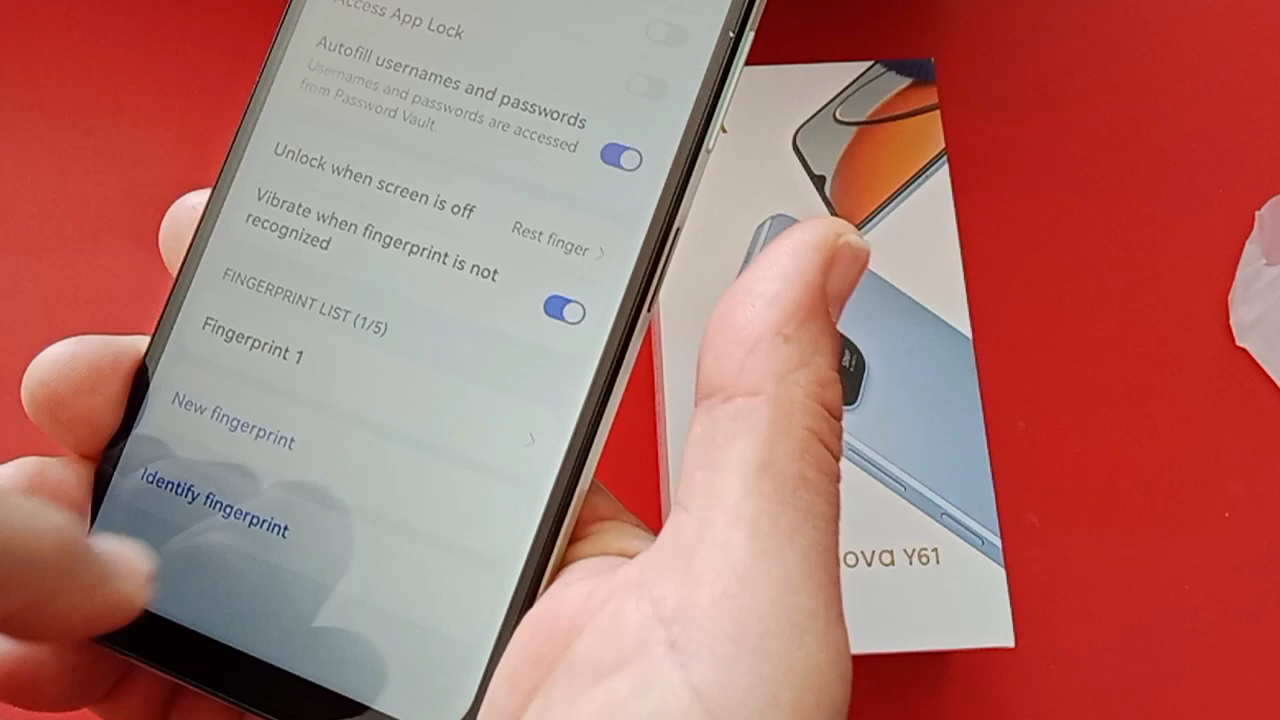 Access App Lock
Autofill usernames and passwords
Usernames and passwords are accessed
from Password Vault.
Unlock when screen is off
Rest finger
Vibrate when fingerprint is not
recognized
FINGERPRINT LIST (1/5)
Fingerprint 1
New fingerprint
Identify fingerprint
ova Y61